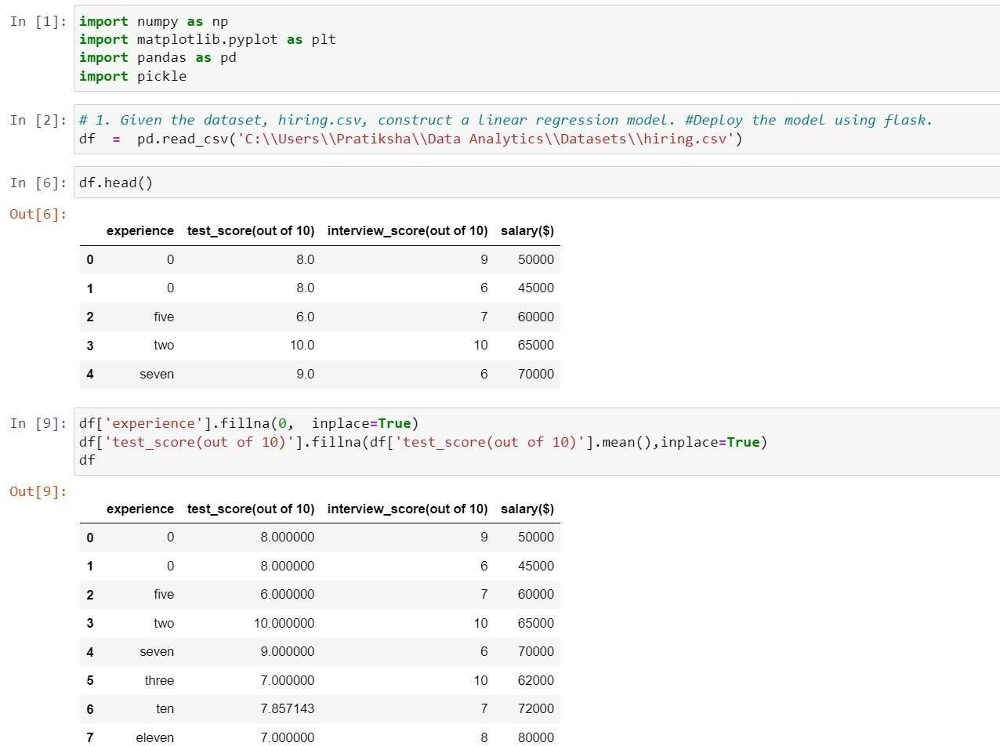 In [1]: import numpy as np
import matplotlib.pyplot as plt
import pandas as pd
import pickle
In [2]: # 1. Given the dataset, hiring.csv, construct a linear regression model. #Deploy the model using flask.
df  =  pd.read_csv('C:\\Users\\Pratiksha\\Data Analytics\\Datasets\\hiring.csv')
In [6]: df.head()
Out[6]:
experience test_score(out of 10) interview_score(out of 10) salary($)
0 0 8.0 9 50000
1 0 8.0 6 45000
2 five 6.0 7 60000
3 two 10.0 10 65000
4 seven 9.0 6 70000
In [9]: df['experience'].fillna(0,  inplace=True)
df['test_score(out of 10)'].fillna(df['test_score(out of 10)'].mean(),inplace=True)
df
Out[9]:
experience test_score(out of 10) interview_score(out of 10) salary($)
0 0 8.000000 9 50000
1 0 8.000000 6 45000
2 five 6.000000 7 60000
3 two 10.000000 10 65000
4 seven 9.000000 6 70000
5 three 7.000000 10 62000
6 ten 7.857143 7 72000
7 eleven 7.000000 8 80000